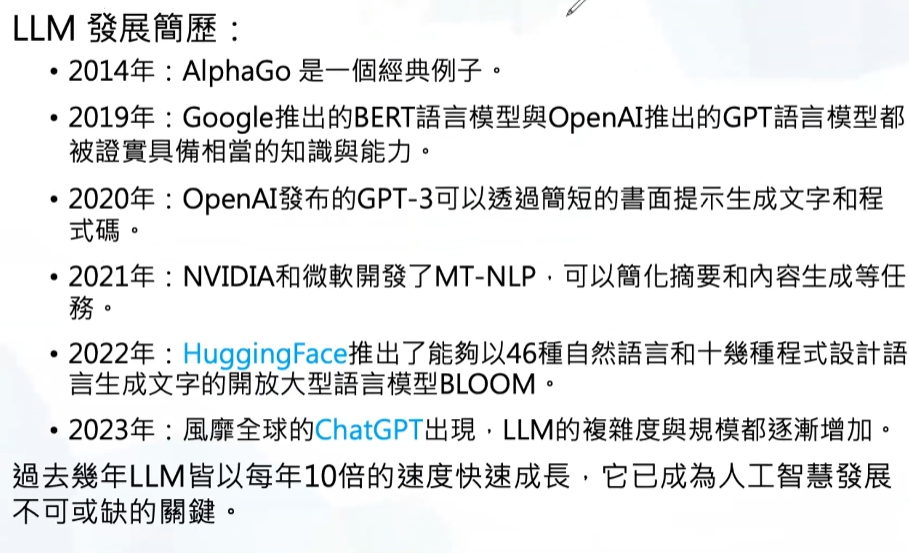 LLM 發展簡歷：
• 2014年：AlphaGo 是一個經典例子。
• 2019年：Google推出的BERT語言模型與OpenAI推出的GPT語言模型都
被證實具備相當的知識與能力。
• 2020年：OpenAI發布的GPT-3可以透過簡短的書面提示生成文字和程
式碼。
• 2021年：NVIDIA和微軟開發了MT-NLP，可以簡化摘要和內容生成等任
務。
• 2022年：HuggingFace推出了能夠以46種自然語言和十幾種程式設計語
言生成文字的開放大型語言模型BLOOM。
• 2023年：風靡全球的ChatGPT出現，LLM的複雜度與規模都逐漸增加。
過去幾年LLM皆以每年10倍的速度快速成長，它已成為人工智慧發展
不可或缺的關鍵。